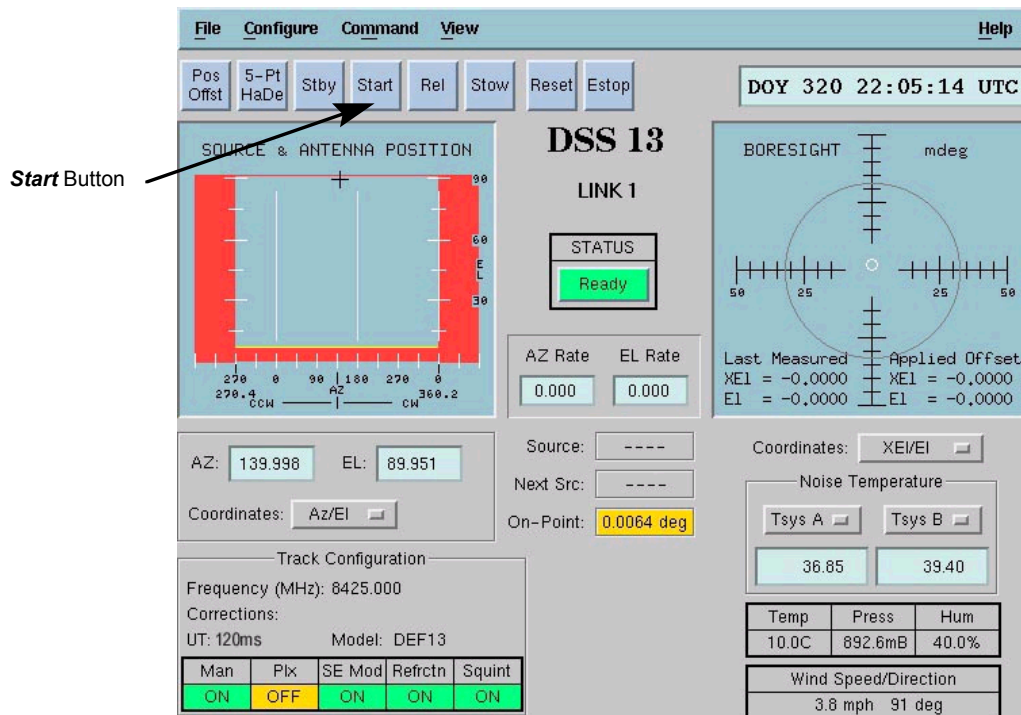 File Configure Command View Help
Pos Offst
5-Pt HaDe
Stby
Start
Rel
Stow
Reset
Estop
DOY 320 22:05:14 UTC
Start Button
SOURCE & ANTENNA POSITION
90
60
E
L
30
270 0 90 180 270 0
270.4 AZ 360.2
CCW CW
DSS 13
LINK 1
STATUS
Ready
AZ Rate EL Rate
0.000 0.000
BORESIGHT mdeg
50 25 25 50
Last Measured Applied Offset
XEl = -0.0000 XEl = -0.0000
El = -0.0000 El = -0.0000
AZ: 139.998 EL: 89.951
Coordinates: Az/El
Source: ----
Next Src: ----
On-Point: 0.0064 deg
Coordinates: XEl/El
Noise Temperature
Tsys A Tsys B
36.85 39.40
Track Configuration
Frequency (MHz): 8425.000
Corrections:
UT: 120ms Model: DEF13
Man Plx SE Mod Refrctn Squint
ON OFF ON ON ON
Temp Press Hum
10.0C 892.6mB 40.0%
Wind Speed/Direction
3.8 mph 91 deg